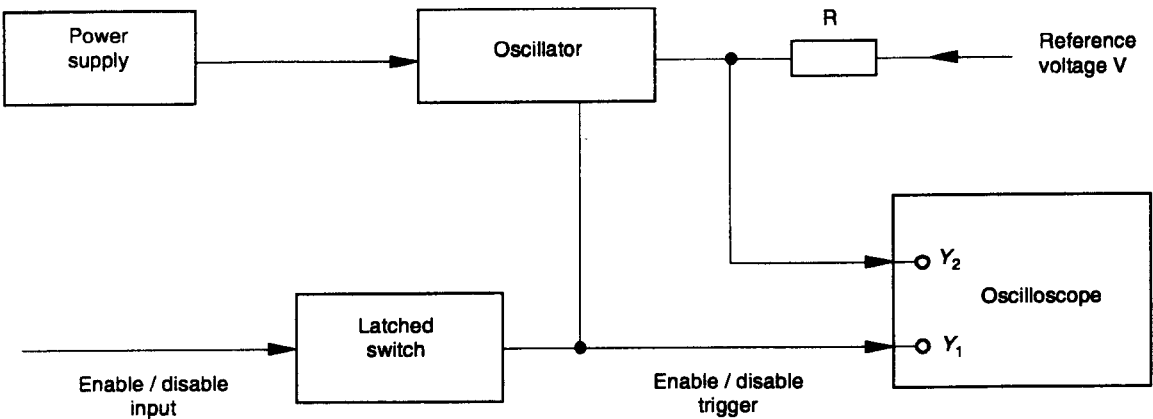 Power
supply
Oscillator
R
Reference
voltage V
Y2
Oscilloscope
Latched
switch
Y1
Enable / disable
input
Enable / disable
trigger